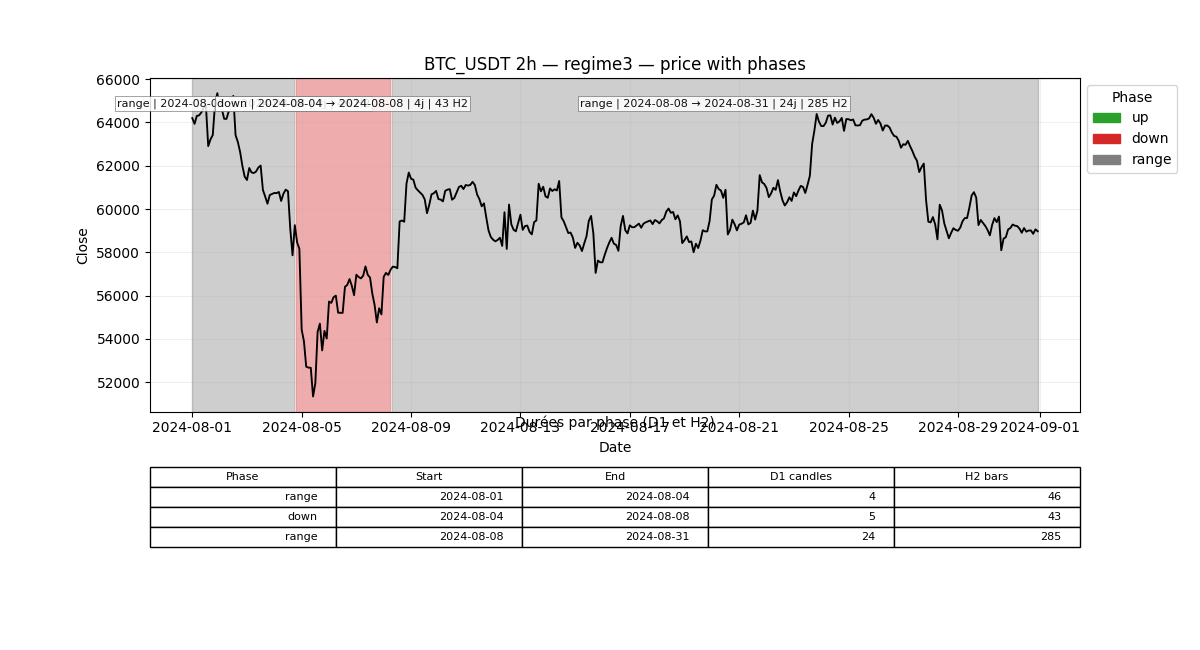 BTC_USDT 2h — regime3 — price with phases
66000
64000
62000
60000
58000
56000
54000
52000
Close
range | 2024-08-0
down | 2024-08-04 → 2024-08-08 | 4j | 43 H2
range | 2024-08-08 → 2024-08-31 | 24j | 285 H2
Phase
up
down
range
2024-08-01 2024-08-05 2024-08-09 2024-08-13 2024-08-17 2024-08-21 2024-08-25 2024-08-29 2024-09-01
Durées par phase (D1 et H2)
Date
Phase Start End D1 candles H2 bars
range 2024-08-01 2024-08-04 4 46
down 2024-08-04 2024-08-08 5 43
range 2024-08-08 2024-08-31 24 285